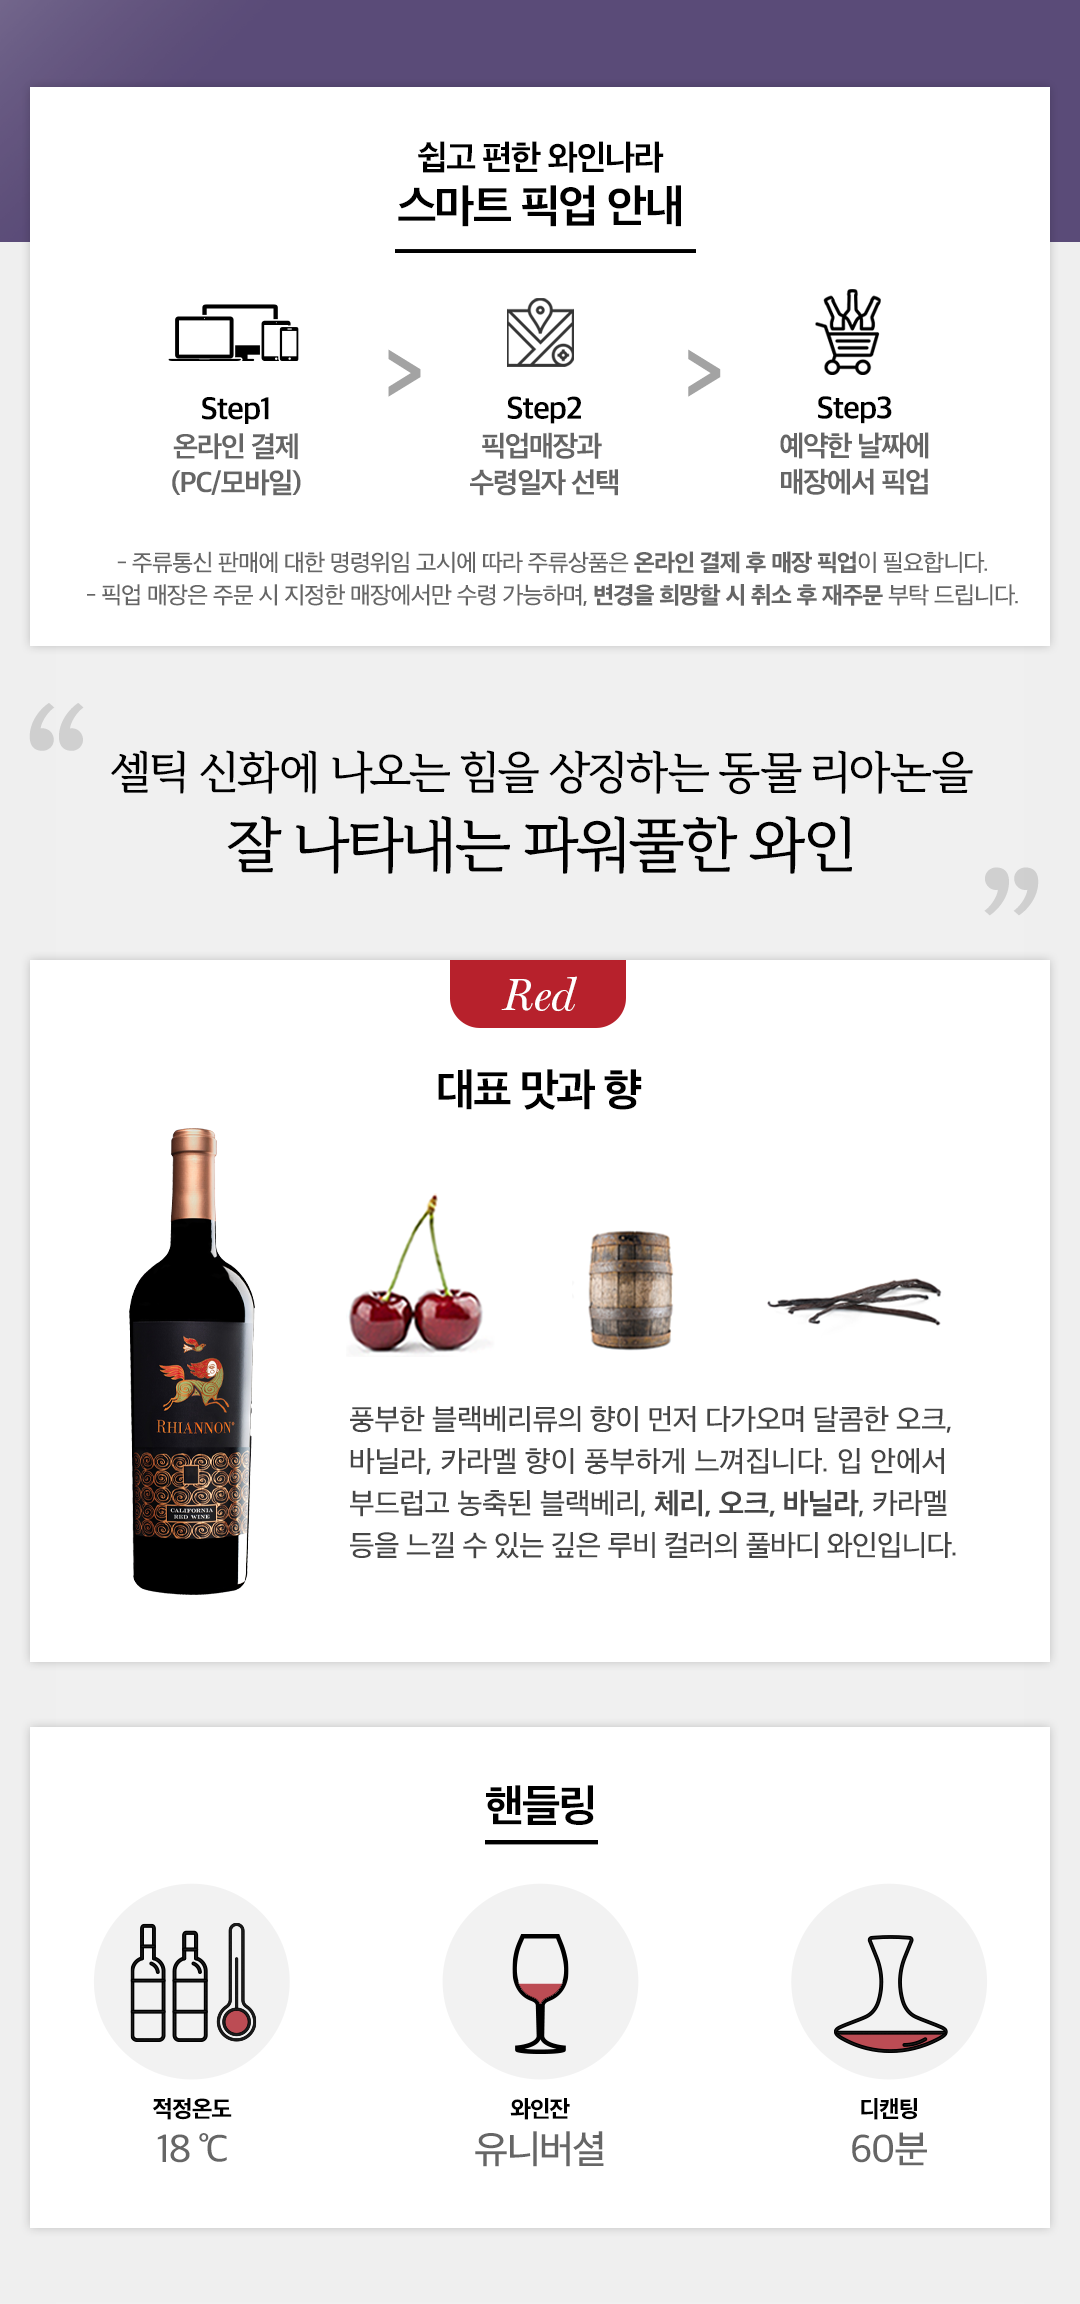 쉽고 편한 와인나라
스마트 픽업 안내
>
>
Step1
온라인 결제
(PC/모바일)
Step2
픽업매장과
수령일자 선택
Step3
예약한 날짜에
매장에서 픽업
- 주류통신 판매에 대한 명령위임 고시에 따라 주류상품은 온라인 결제 후 매장 픽업이 필요합니다.
- 픽업 매장은 주문 시 지정한 매장에서만 수령 가능하며, 변경을 희망할 시 취소 후 재주문 부탁 드립니다.
“
셀틱 신화에 나오는 힘을 상징하는 동물 리아논을
잘 나타내는 파워풀한 와인
”
Red
대표 맛과 향
RHIANNON®
CALIFORNIA
RED WINE
풍부한 블랙베리류의 향이 먼저 다가오며 달콤한 오크,
바닐라, 카라멜 향이 풍부하게 느껴집니다. 입 안에서
부드럽고 농축된 블랙베리, 체리, 오크, 바닐라, 카라멜
등을 느낄 수 있는 깊은 루비 컬러의 풀바디 와인입니다.
핸들링
적정온도
18 ℃
와인잔
유니버셜
디캔팅
60분